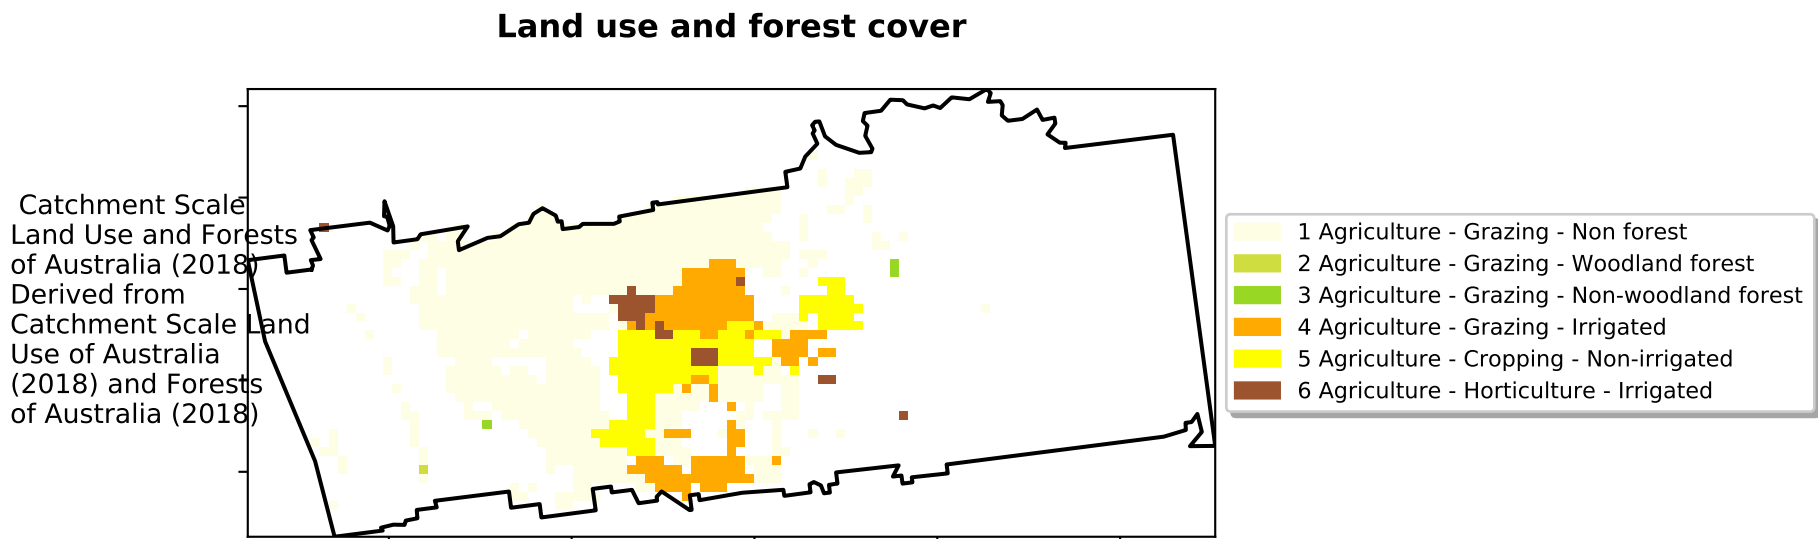 Land use and forest cover
Catchment Scale
Land Use and Forests
of Australia (2018)
Derived from
Catchment Scale Land
Use of Australia
(2018) and Forests
of Australia (2018)
1 Agriculture - Grazing - Non forest
2 Agriculture - Grazing - Woodland forest
3 Agriculture - Grazing - Non-woodland forest
4 Agriculture - Grazing - Irrigated
5 Agriculture - Cropping - Non-irrigated
6 Agriculture - Horticulture - Irrigated